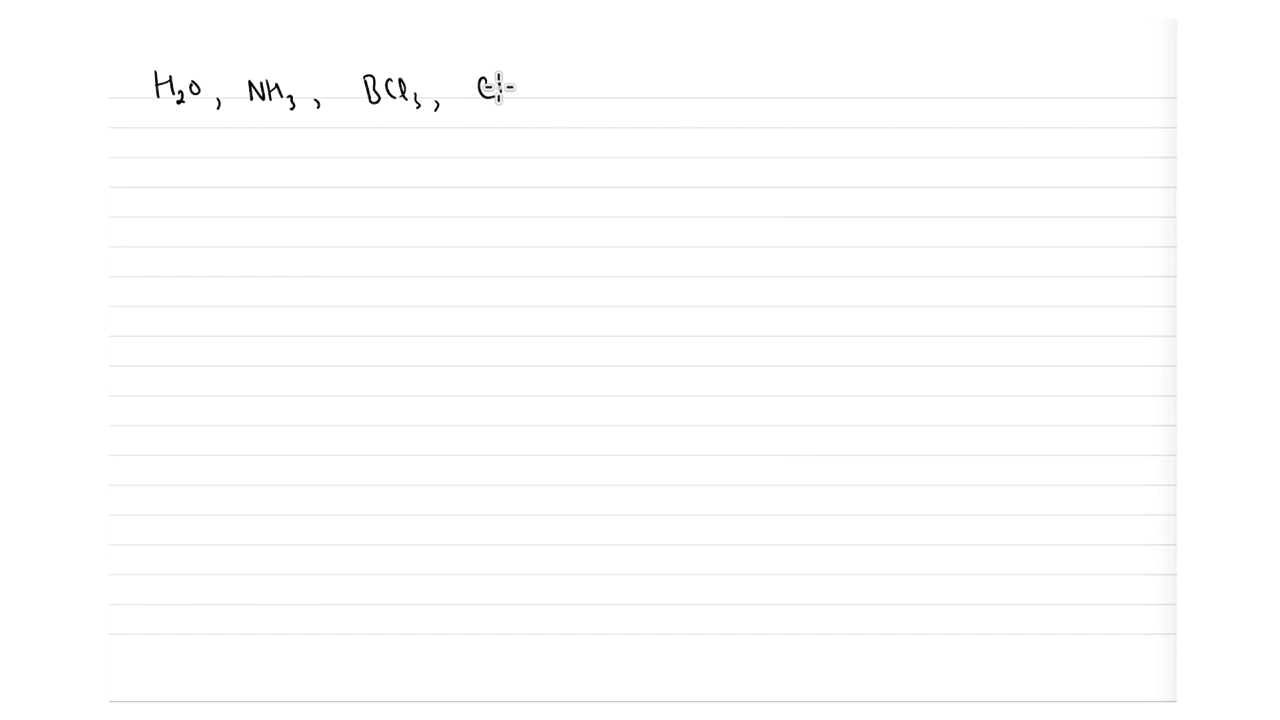 H₂O, NH₃, BCl₃, C